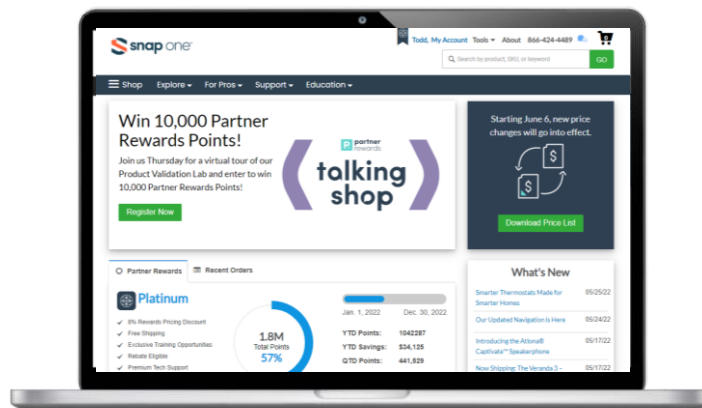 snap one
Todd, My Account Tools About 866-424-4489 0
Search by product, SKU, or keyword GO
Shop Explore For Pros Support Education
Win 10,000 Partner
Rewards Points!
Join us Thursday for a virtual tour of our
Product Validation Lab and enter to win
10,000 Partner Rewards Points!
Register Now
partner
rewards
talking
shop
Starting June 6, new price
changes will go into effect.
$
$
Download Price List
Partner Rewards Recent Orders
Platinum
8% Rewards Pricing Discount
Free Shipping
Exclusive Training Opportunities
Rebate Eligible
Premium Tech Support
1.8M
Total Points
57%
Jan. 1, 2022 Dec. 30, 2022
YTD Points: 1042287
YTD Savings: $34,125
QTD Points: 441,929
What's New
Smarter Thermostats Made for 05/25/22
Smarter Homes
Our Updated Navigation Is Here 05/24/22
Introducing the Atlona® 05/17/22
Captivate™ Speakerphone
Now Shipping: The Veranda 3 – 05/17/22